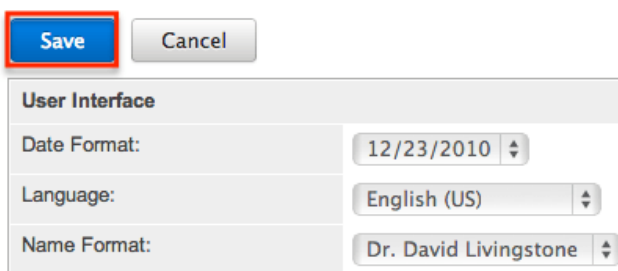 Save Cancel
User Interface
Date Format: 12/23/2010
Language: English (US)
Name Format: Dr. David Livingstone